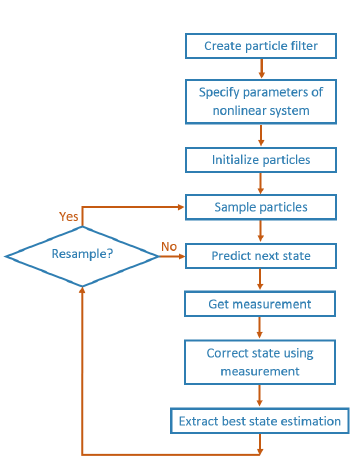 Create particle filter
Specify parameters of
nonlinear system
Initialize particles
Yes
Sample particles
Resample?
No
Predict next state
Get measurement
Correct state using
measurement
Extract best state estimation